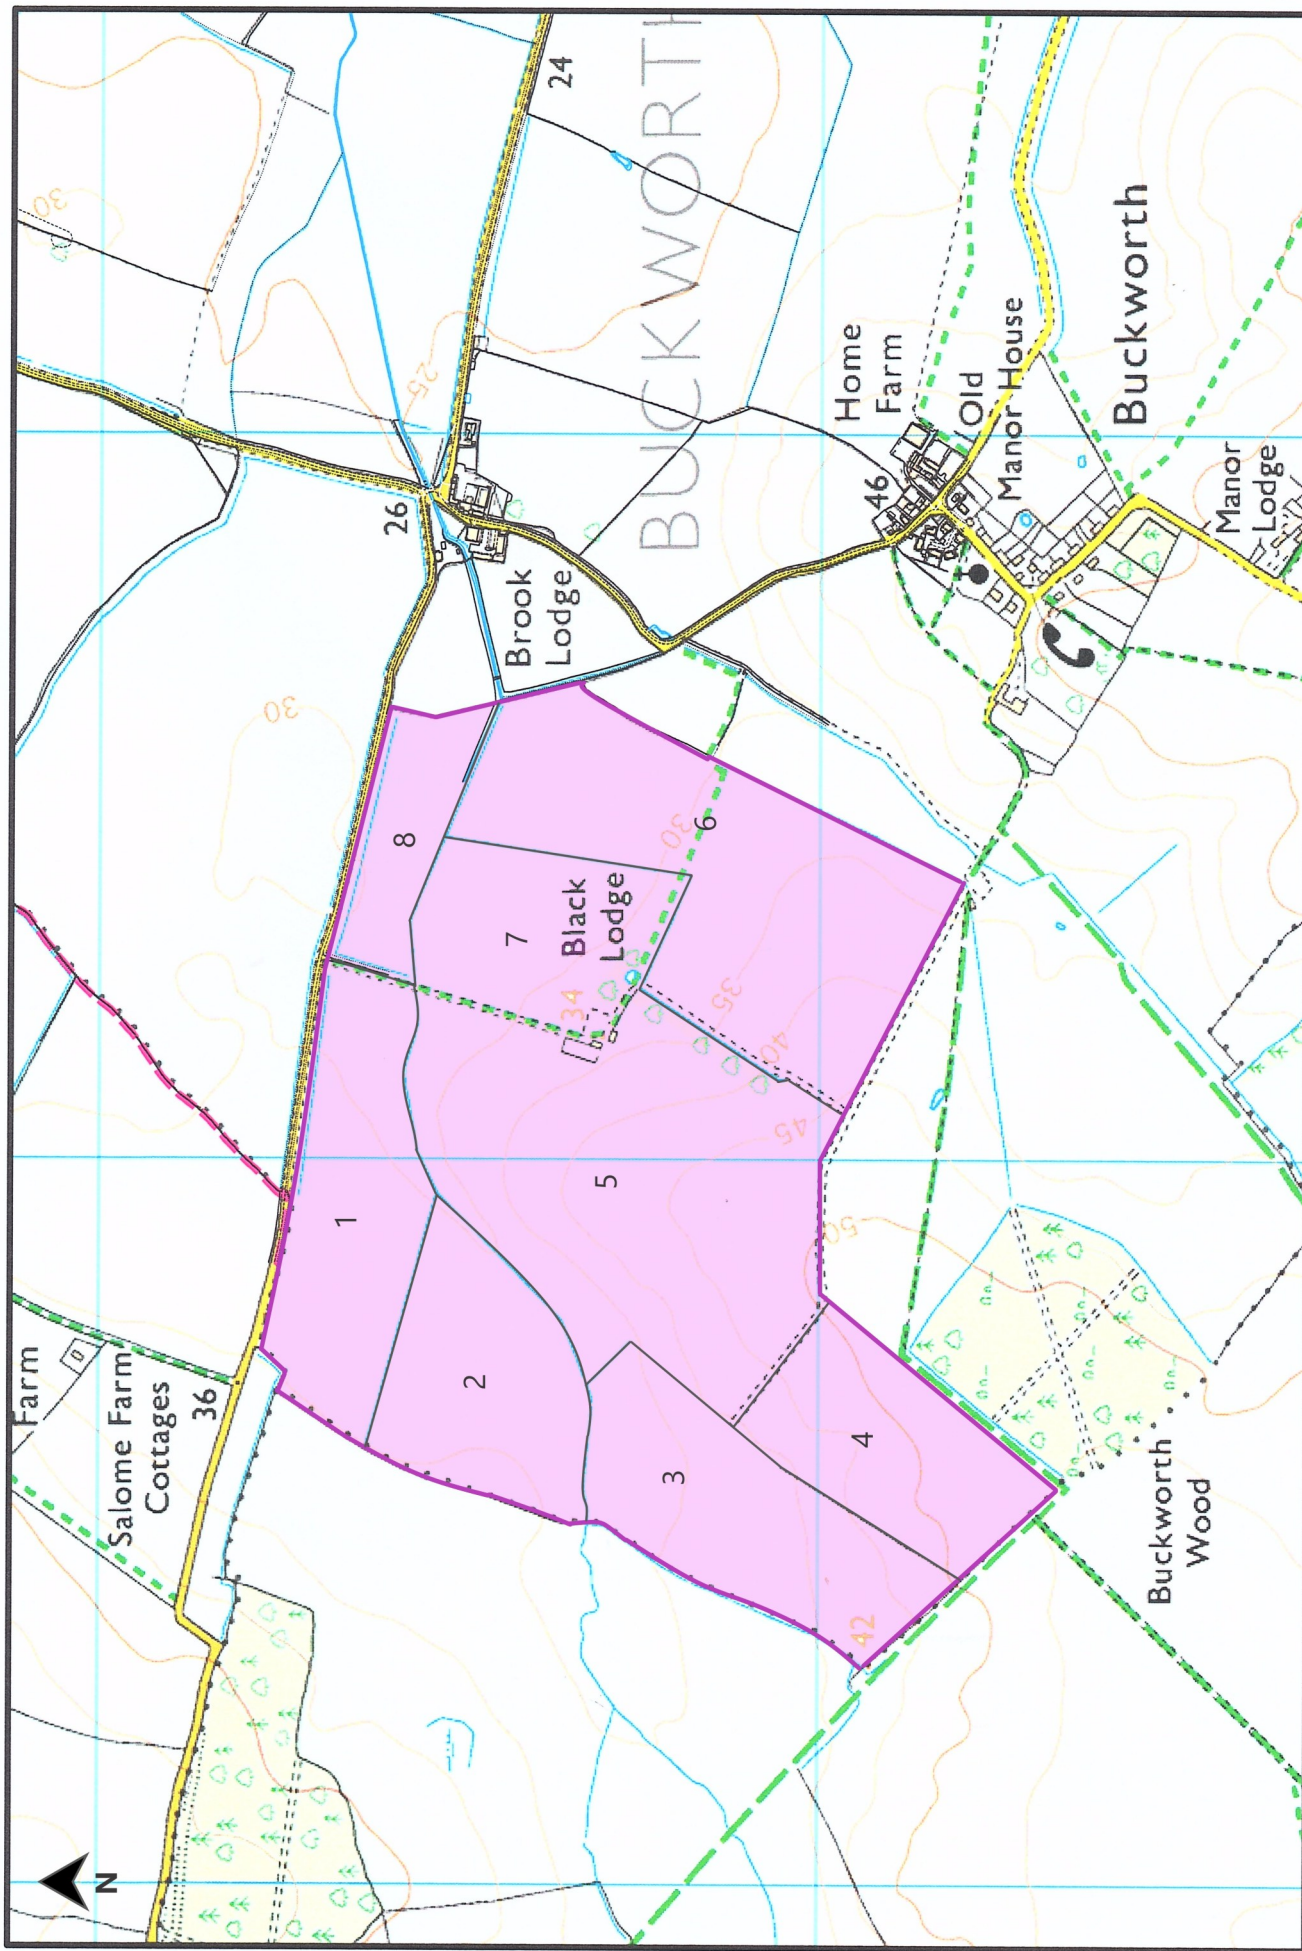 N
Farm
Salome Farm
Cottages
36
30
30
26
25
24
BUCKWORTH
Brook
Lodge
1
2
3
4
5
6
7
8
Black
Lodge
34
30
35
40
45
50
42
Home
Farm
46
Old
Manor House
Buckworth
Manor
Lodge
Buckworth
Wood